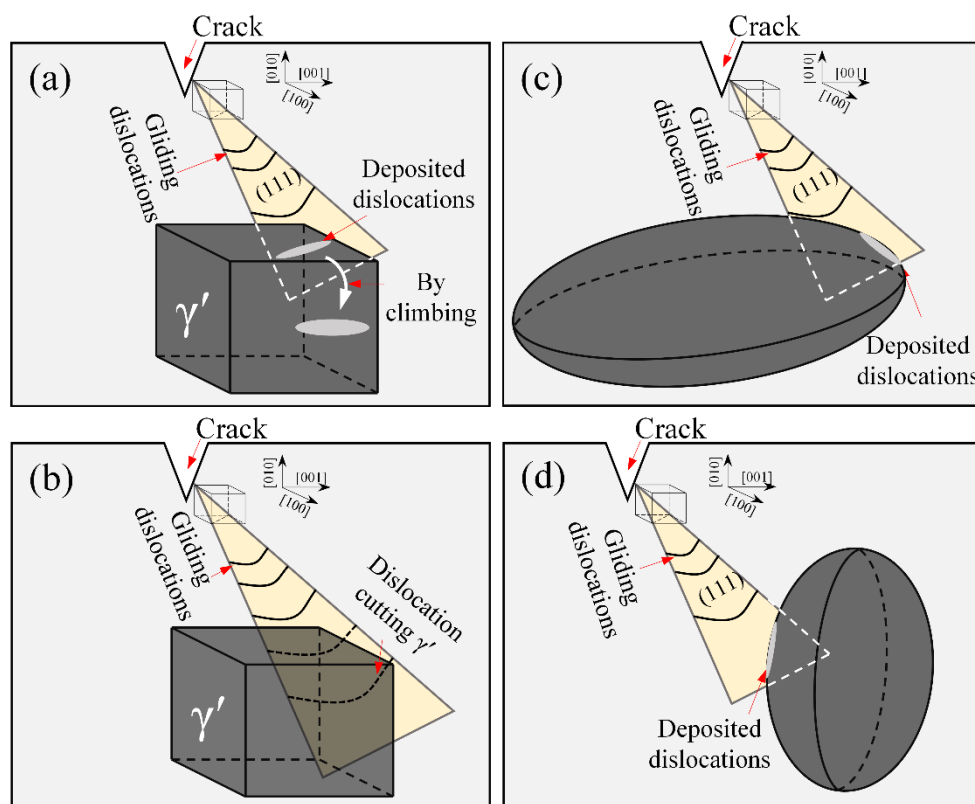 Crack
(a)
[010]
[001]
[100]
Gliding
dislocations
(111)
Deposited
dislocations
By
climbing
γ′
Crack
(c)
[010]
[001]
[100]
Gliding
dislocations
(111)
Deposited
dislocations
Crack
(b)
[010]
[001]
[100]
Gliding
dislocations
Dislocation
cutting γ′
γ′
Crack
(d)
[010]
[001]
[100]
Gliding
dislocations
(111)
Deposited
dislocations